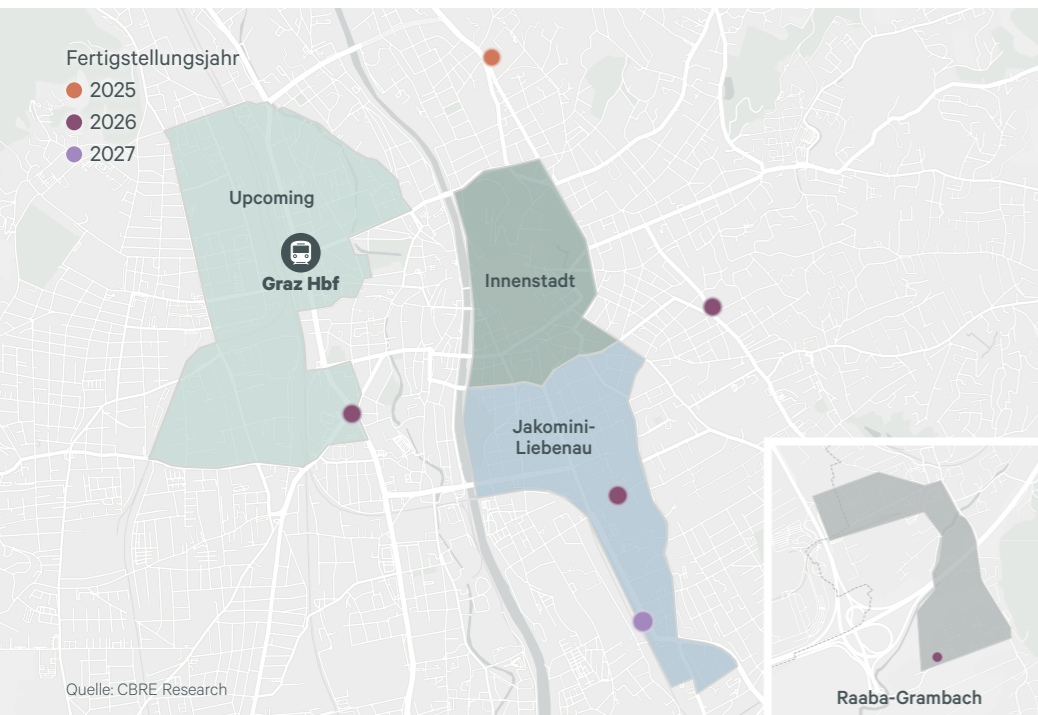 Fertigstellungsjahr
2025
2026
2027
Upcoming
Graz Hbf
Innenstadt
Jakomini-
Liebenau
Raaba-Grambach
Quelle: CBRE Research